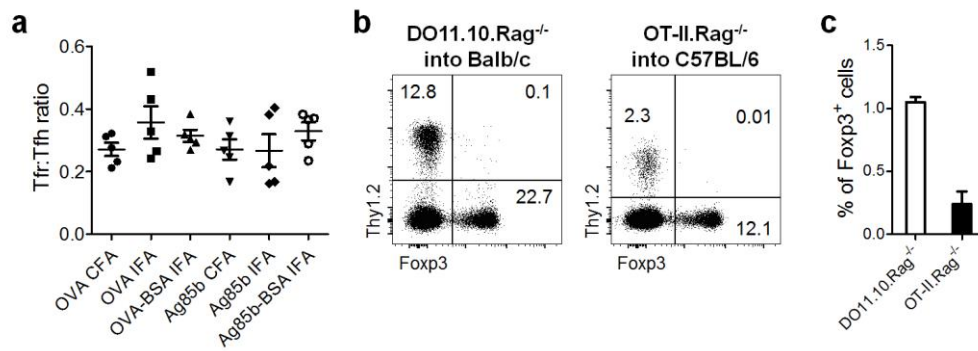 a
Tfr:Tfh ratio
0.6
0.4
0.2
0.0
OVA CFA
OVA IFA
OVA-BSA IFA
Ag85b CFA
Ag85b IFA
Ag85b-BSA IFA
b
DO11.10.Rag-/-
into Balb/c
12.8
0.1
22.7
Thy1.2
Foxp3
OT-II.Rag-/-
into C57BL/6
2.3
0.01
12.1
Thy1.2
Foxp3
c
% of Foxp3+ cells
1.5
1.0
0.5
0.0
DO11.10.Rag-/-
OT-II.Rag-/-